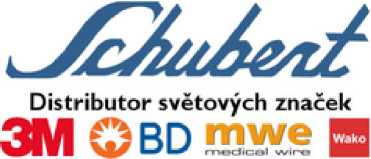 Schubert
Distributor světových značek
3M BD mwe Wako
medical wire